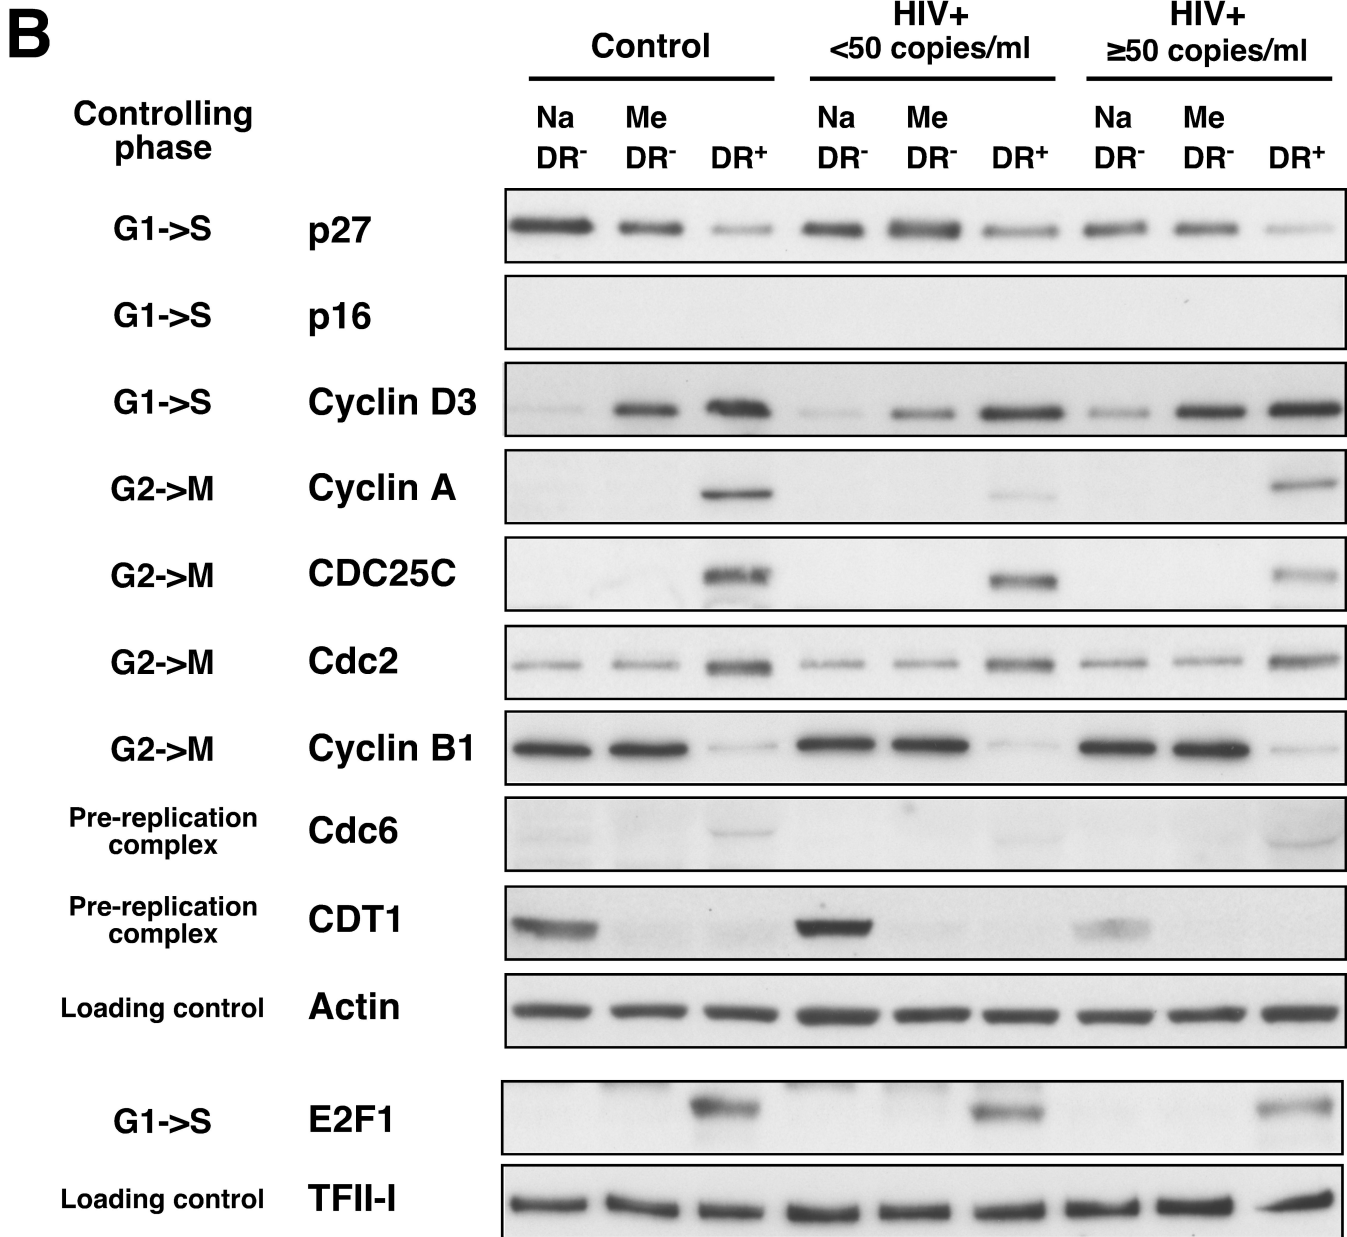 B
Control
HIV+
<50 copies/ml
HIV+
≥50 copies/ml
Controlling
phase
Na Me Na Me Na Me
DR- DR- DR+ DR- DR- DR+ DR- DR- DR+
G1->S p27
G1->S p16
G1->S Cyclin D3
G2->M Cyclin A
G2->M CDC25C
G2->M Cdc2
G2->M Cyclin B1
Pre-replication
complex
Cdc6
Pre-replication
complex
CDT1
Loading control Actin
G1->S E2F1
Loading control TFII-I